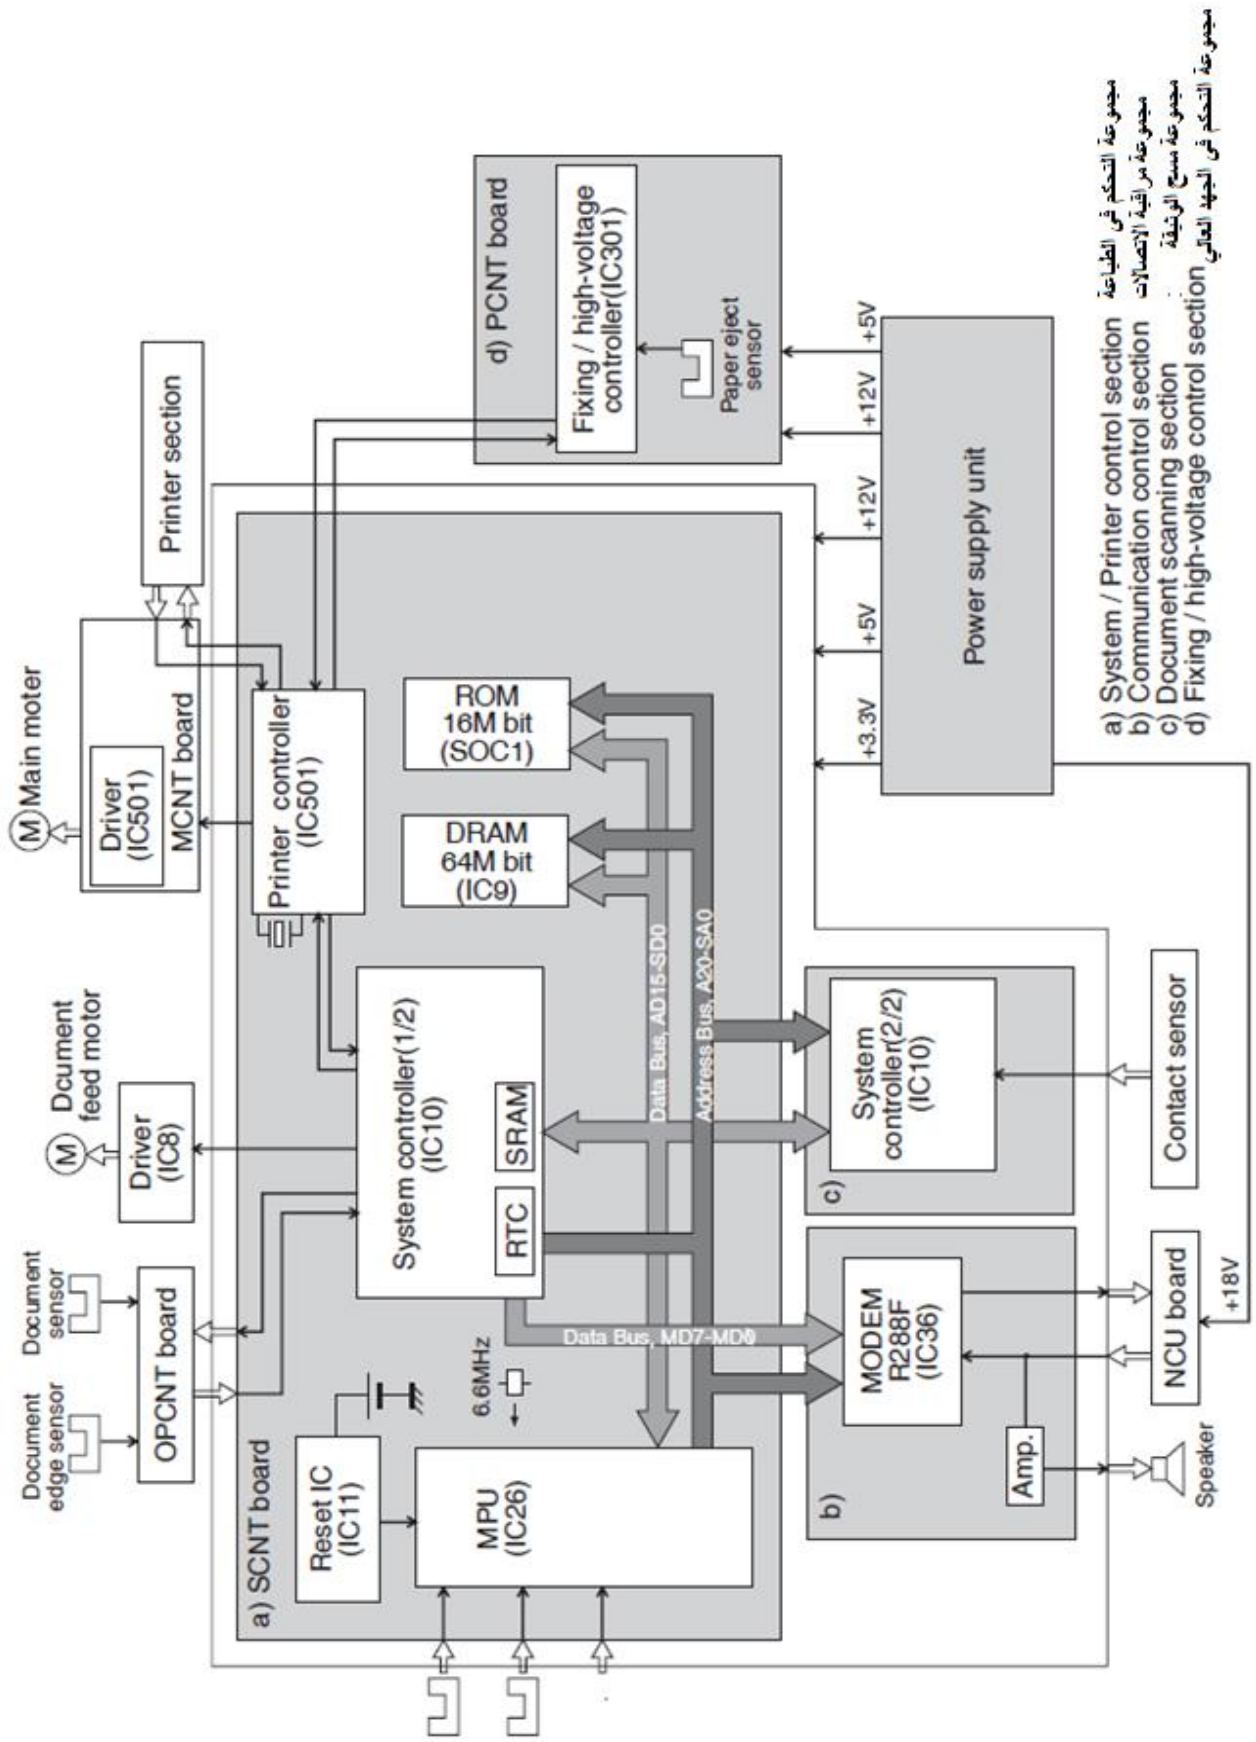 Document
edge sensor
Document
sensor
OPCNT board
M
Dcument
feed motor
Driver
(IC8)
M
Main moter
Driver
(IC501)
MCNT board
Printer section
a) SCNT board
Reset IC
(IC11)
MPU
(IC26)
6.6MHz
System controller(1/2)
(IC10)
RTC
SRAM
Printer controller
(IC501)
DRAM
64M bit
(IC9)
ROM
16M bit
(SOC1)
Data Bus, MD7-MD0
Data Bus, AD15-SD0
Address Bus, A20-SA0
d) PCNT board
Fixing / high-voltage
controller(IC301)
Paper eject
sensor
b)
MODEM
R288F
(IC36)
Amp.
c)
System
controller(2/2)
(IC10)
+3.3V
+5V
+12V
+12V
+5V
Power supply unit
Speaker
NCU board
+18V
Contact sensor
a) System / Printer control section مجموعة التحكم في الطباعة
b) Communication control section مجموعة مراقبة الاتصالات
c) Document scanning section مجموعة مسح الوثيقة
d) Fixing / high-voltage control section مجموعة التحكم في الجهد العالي